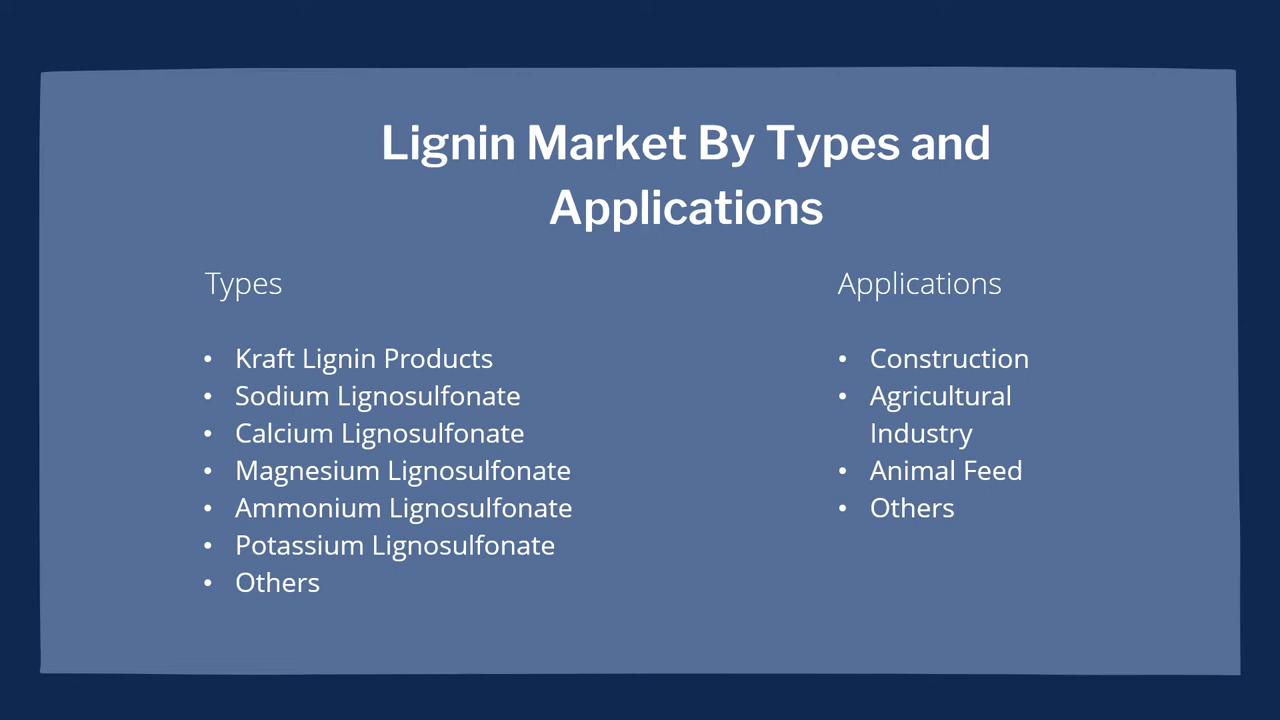 Lignin Market By Types and
Applications
Types
• Kraft Lignin Products
• Sodium Lignosulfonate
• Calcium Lignosulfonate
• Magnesium Lignosulfonate
• Ammonium Lignosulfonate
• Potassium Lignosulfonate
• Others
Applications
• Construction
• Agricultural
Industry
• Animal Feed
• Others